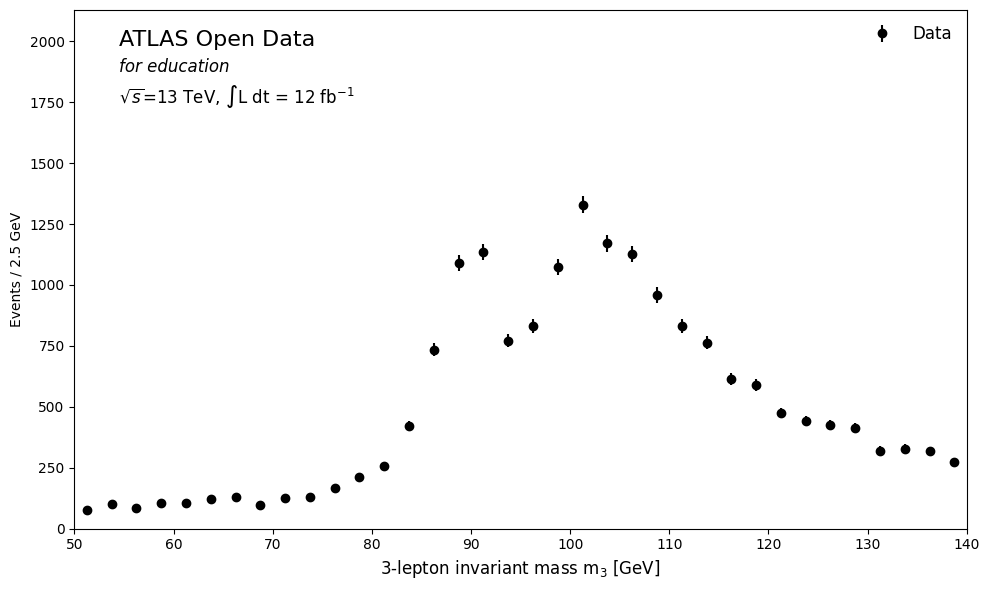 ATLAS Open Data
for education
√s=13 TeV, ∫L dt = 12 fb⁻¹
Data
Events / 2.5 GeV
2000
1750
1500
1250
1000
750
500
250
0
50 60 70 80 90 100 110 120 130 140
3-lepton invariant mass m₃ [GeV]